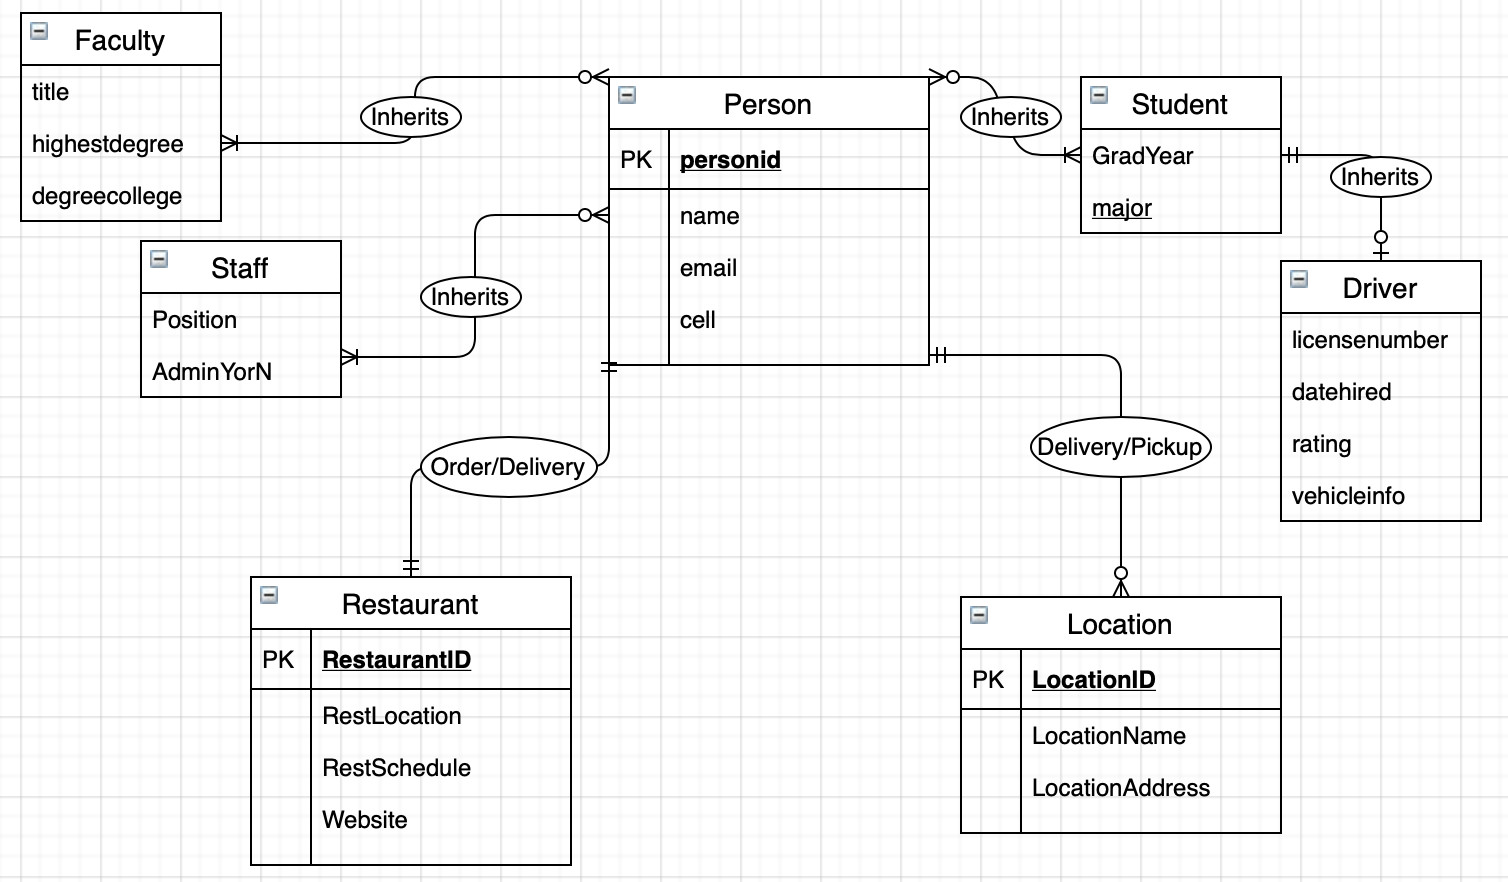 Faculty
title
highestdegree
degreecollege
Inherits
Person
PK personid
name
email
cell
Inherits
Student
GradYear
major
Inherits
Staff
Position
AdminYorN
Inherits
Driver
licensenumber
datehired
rating
vehicleinfo
Order/Delivery
Delivery/Pickup
Restaurant
PK RestaurantID
RestLocation
RestSchedule
Website
Location
PK LocationID
LocationName
LocationAddress